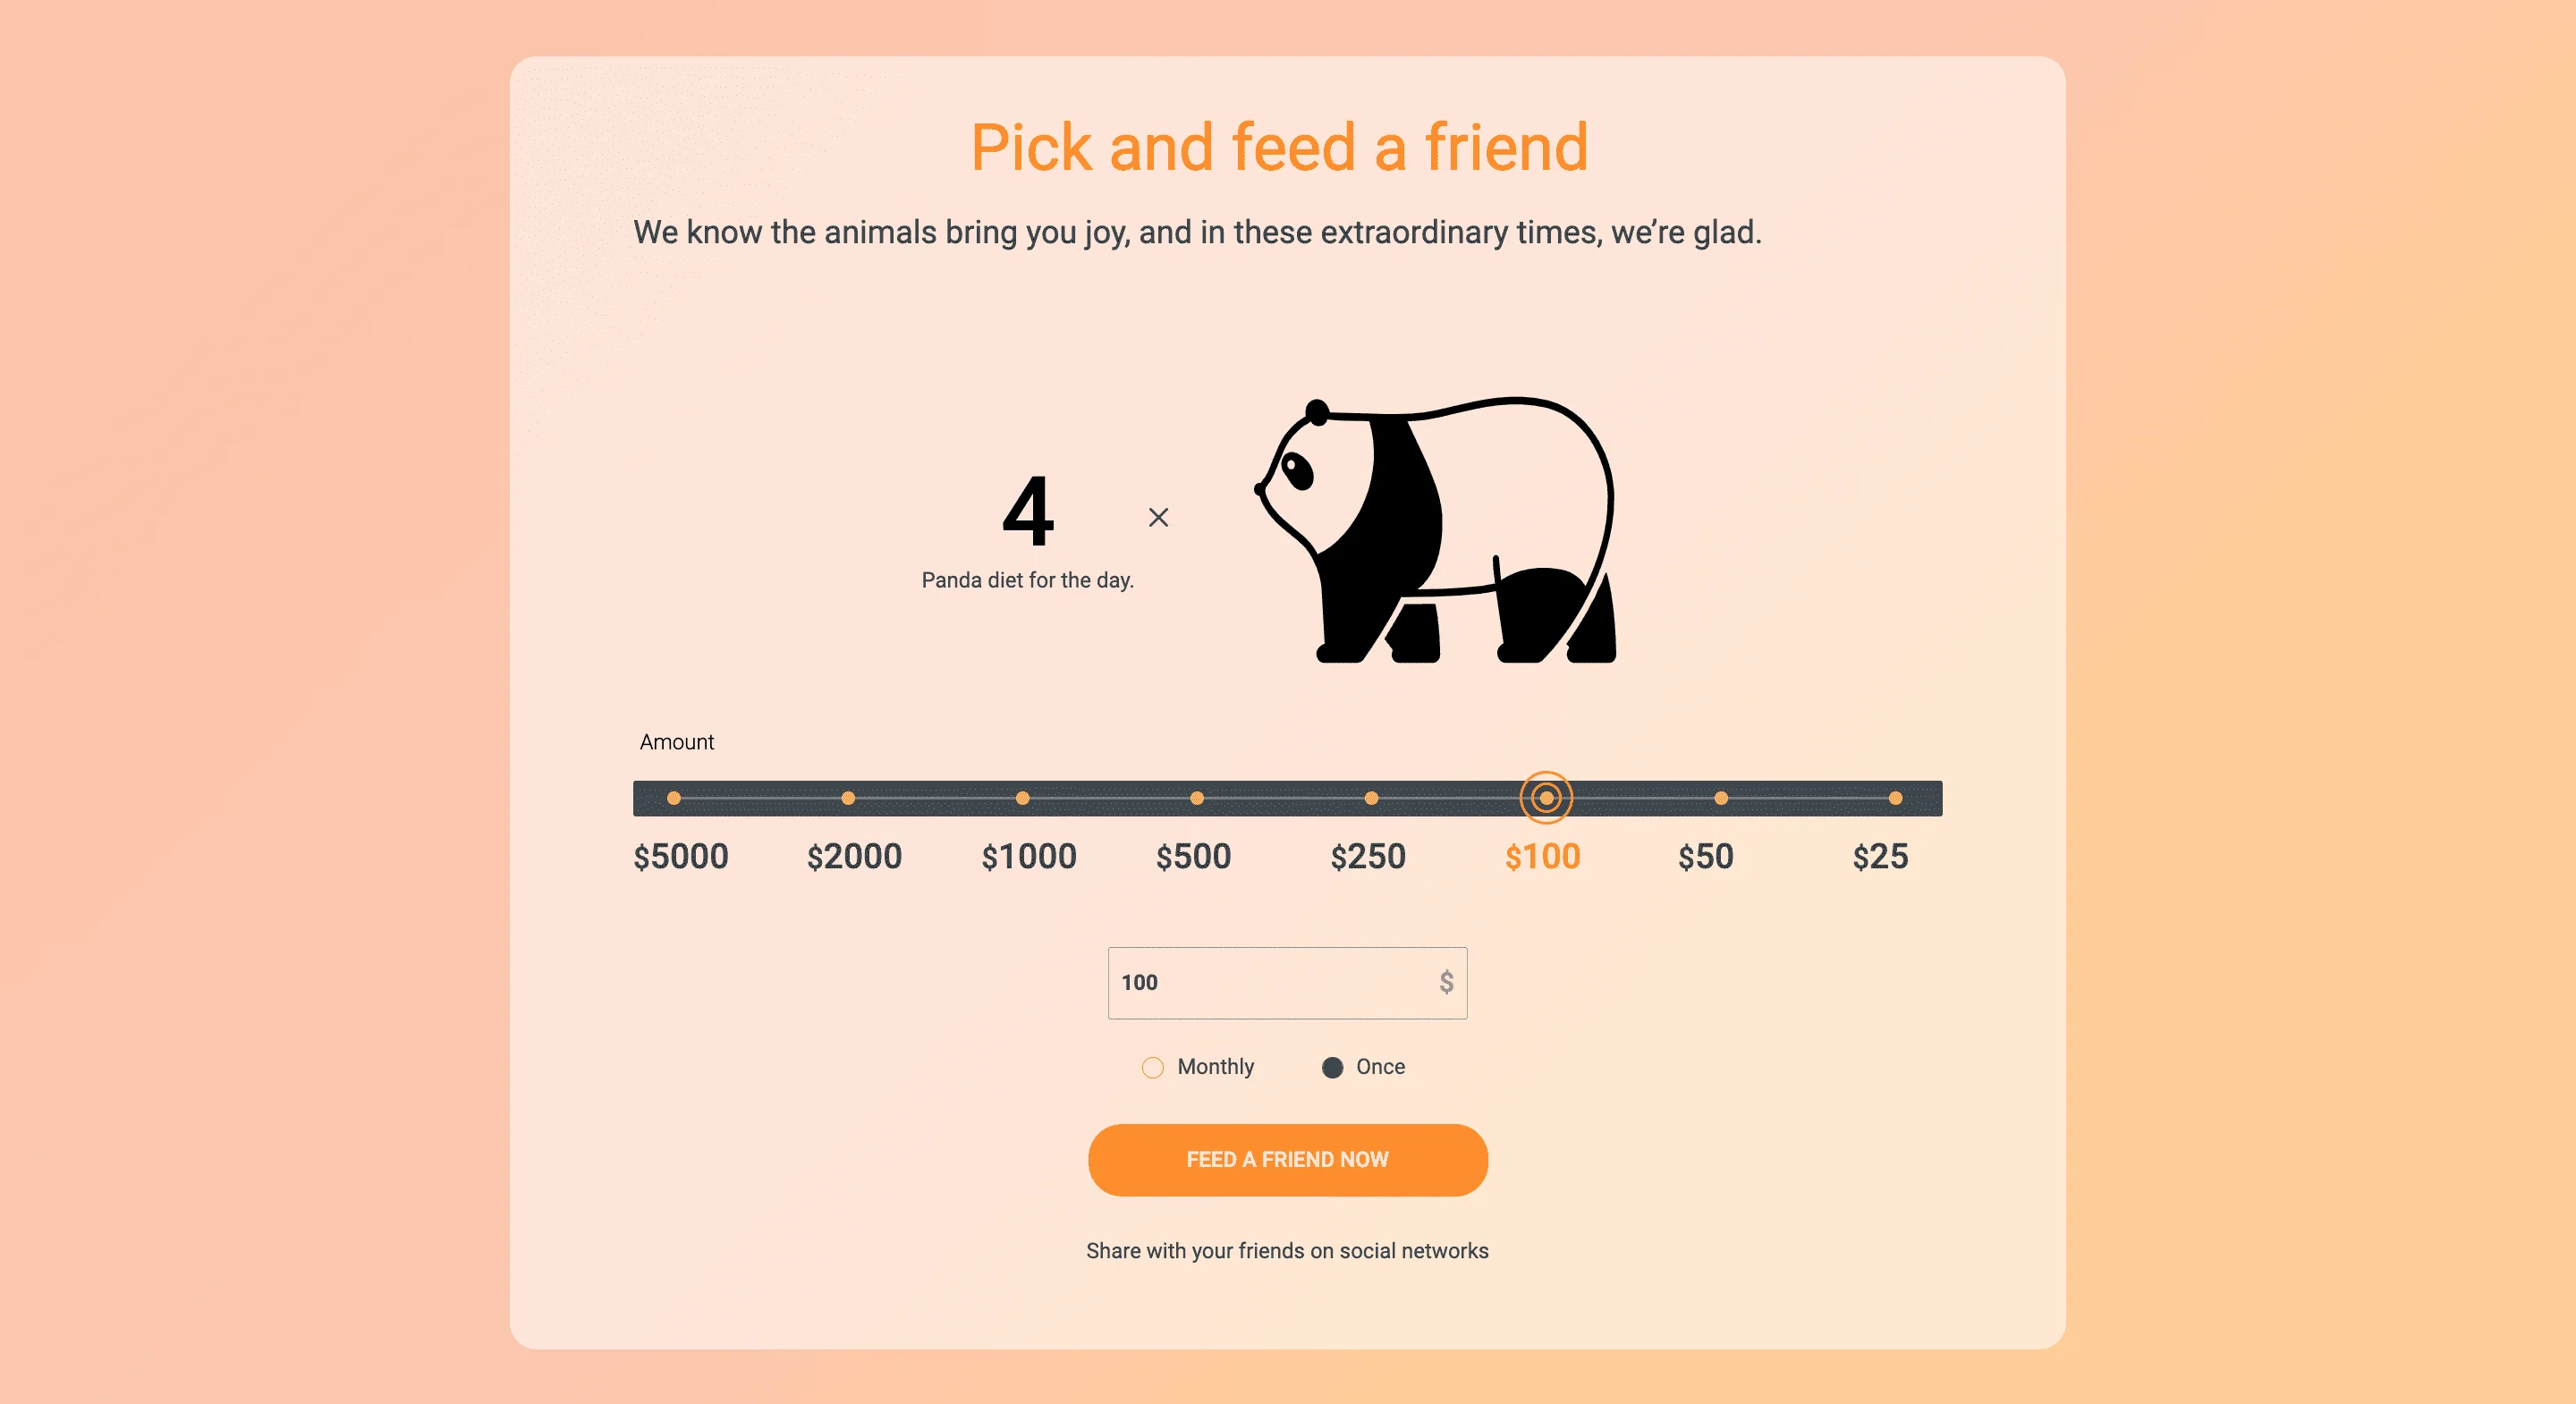 Pick and feed a friend
We know the animals bring you joy, and in these extraordinary times, we’re glad.
4 ×
Panda diet for the day.
Amount
$5000 $2000 $1000 $500 $250 $100 $50 $25
100 $
Monthly Once
FEED A FRIEND NOW
Share with your friends on social networks